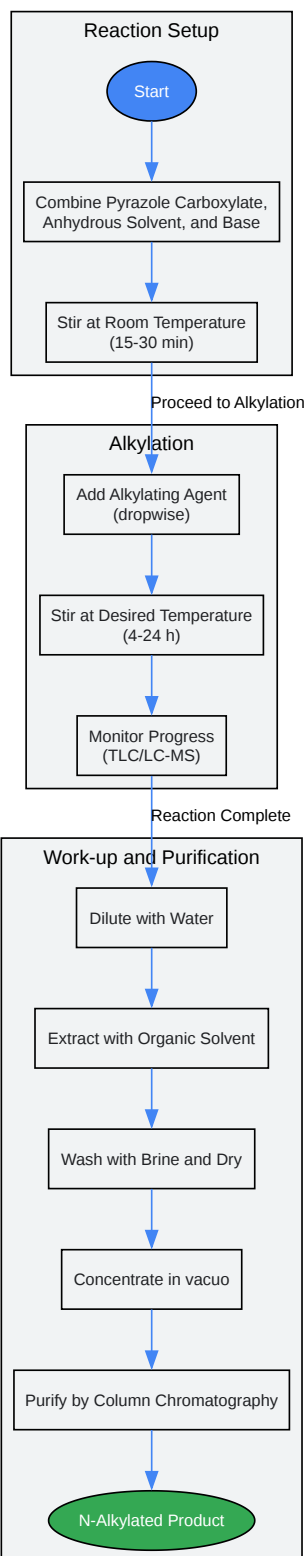 Reaction Setup
Start
Combine Pyrazole Carboxylate,
Anhydrous Solvent, and Base
Stir at Room Temperature
(15-30 min)
Proceed to Alkylation
Alkylation
Add Alkylating Agent
(dropwise)
Stir at Desired Temperature
(4-24 h)
Monitor Progress
(TLC/LC-MS)
Reaction Complete
Work-up and Purification
Dilute with Water
Extract with Organic Solvent
Wash with Brine and Dry
Concentrate in vacuo
Purify by Column Chromatography
N-Alkylated Product